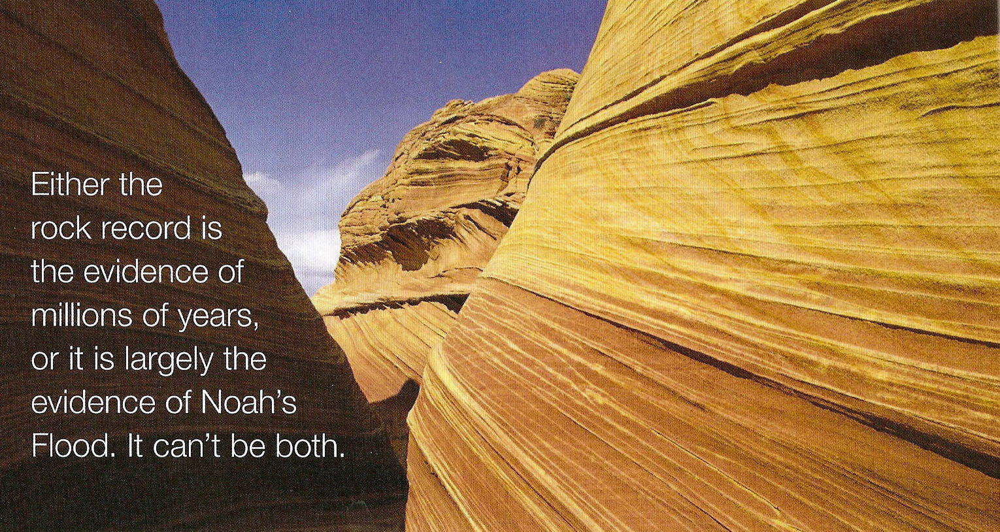 Either the
rock record is
the evidence of
millions of years,
or it is largely the
evidence of Noah's
Flood. It can't be both.